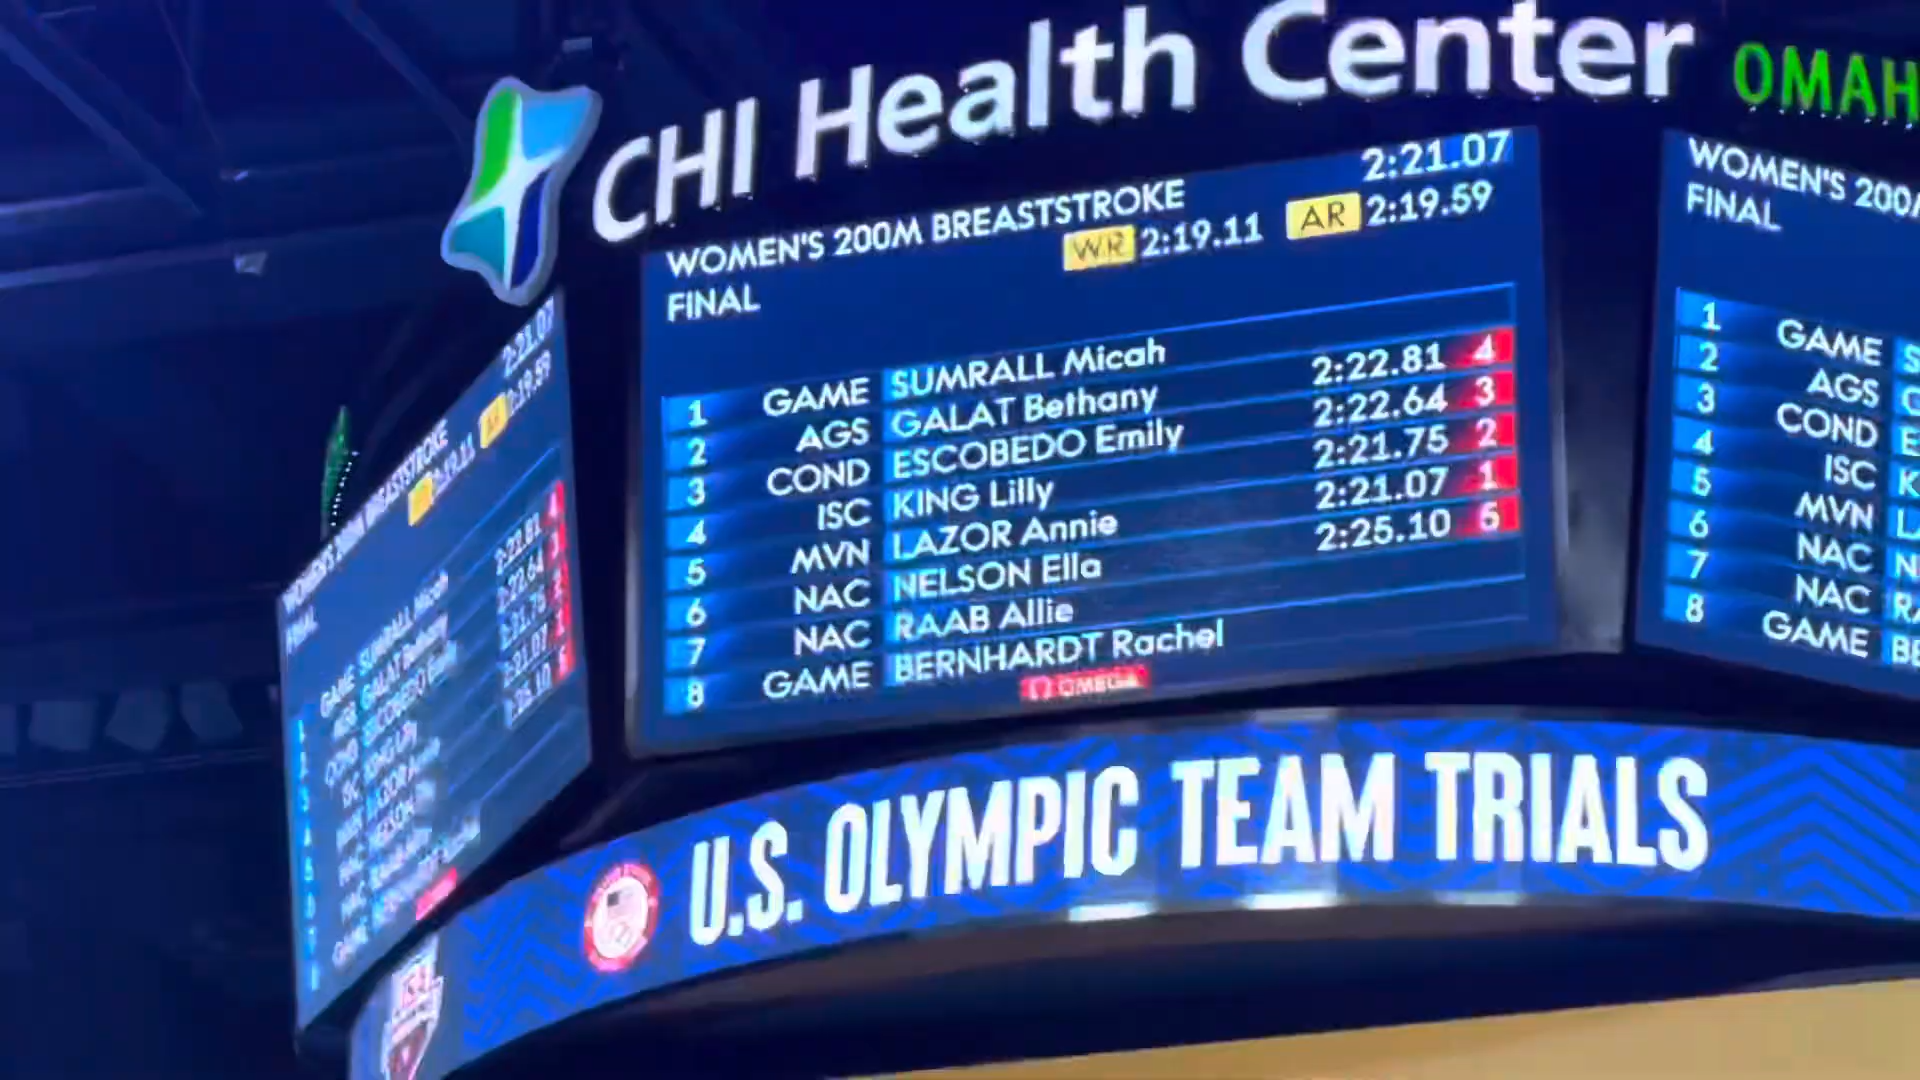 CHI Health Center
WOMEN'S 200M BREASTSTROKE 2:21.07
FINAL WR 2:19.11 AR 2:19.59
1 GAME SUMRALL Micah
2 AGS GALAT Bethany 2:22.81 4
3 COND ESCOBEDO Emily 2:22.64 3
4 ISC KING Lilly 2:21.75 2
5 MVN LAZOR Annie 2:21.07 1
6 NAC NELSON Ella 2:25.10 5
7 NAC RAAB Allie
8 GAME BERNHARDT Rachel
OMEGA
OMAH
WOMEN'S 200
FINAL
1 GAME S
2 AGS G
3 COND E
4 ISC K
5 MVN LA
6 NAC N
7 NAC RA
8 GAME BE
U.S. OLYMPIC TEAM TRIALS